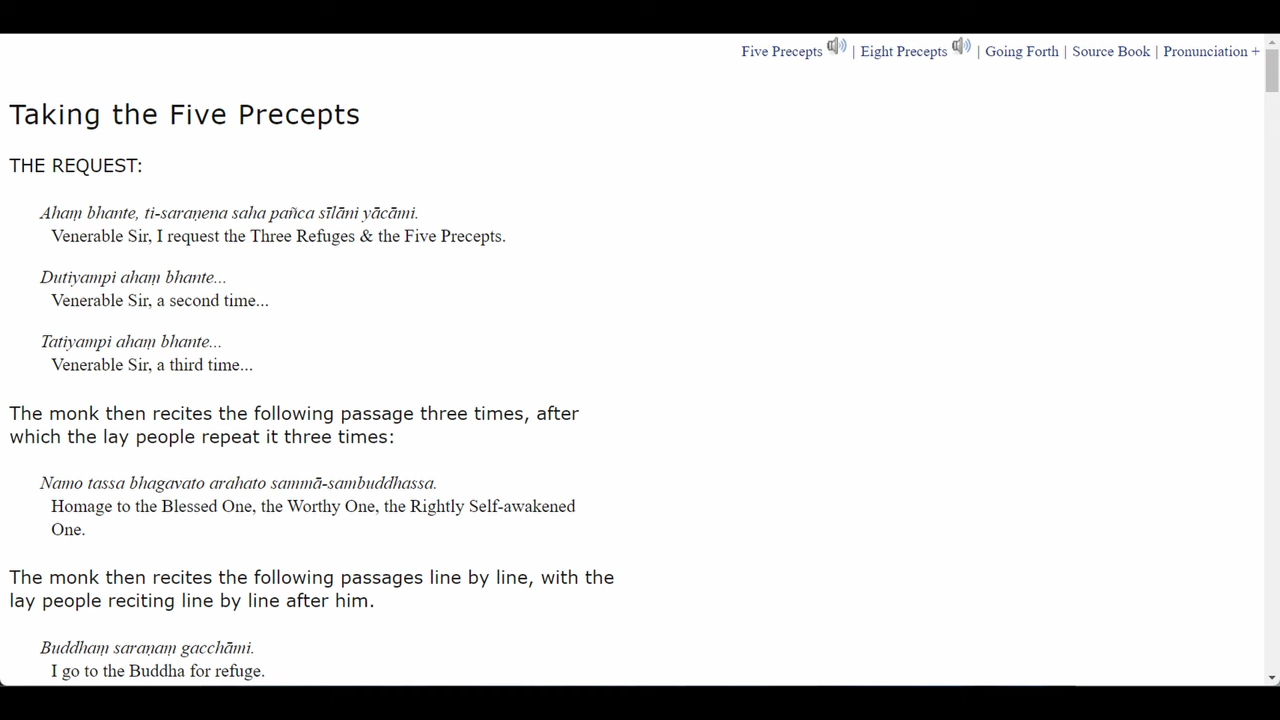 Five Precepts | Eight Precepts | Going Forth | Source Book | Pronunciation +
Taking the Five Precepts
THE REQUEST:
Ahaṃ bhante, ti-saraṇena saha pañca sīlāni yācāmi.
Venerable Sir, I request the Three Refuges & the Five Precepts.
Dutiyampi ahaṃ bhante...
Venerable Sir, a second time...
Tatiyampi ahaṃ bhante...
Venerable Sir, a third time...
The monk then recites the following passage three times, after
which the lay people repeat it three times:
Namo tassa bhagavato arahato sammā-sambuddhassa.
Homage to the Blessed One, the Worthy One, the Rightly Self-awakened
One.
The monk then recites the following passages line by line, with the
lay people reciting line by line after him.
Buddhaṃ saraṇaṃ gacchāmi.
I go to the Buddha for refuge.